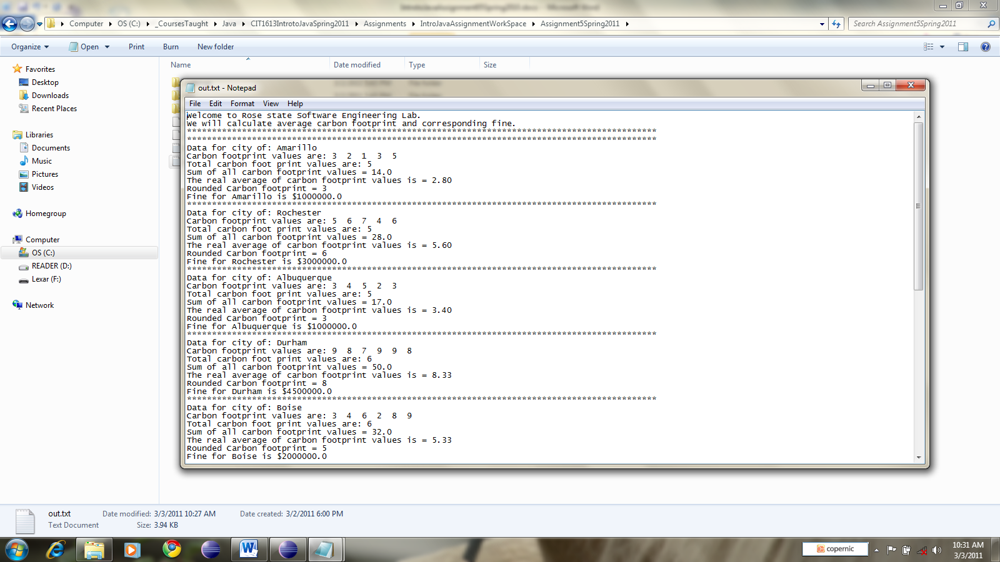 Computer ▸ OS (C:) ▸ _CoursesTaught ▸ Java ▸ CIT1613IntrotoJavaSpring2011 ▸ Assignments ▸ IntroJavaAssignmentWorkSpace ▸ Assignment5Spring2011 ▸
Search Assignment5Spring2011
Organize Open Print Burn New folder
Name Date modified Type Size
Favorites
Desktop
Downloads
Recent Places
Libraries
Documents
Music
Pictures
Videos
Homegroup
Computer
OS (C:)
READER (D:)
Lexar (F:)
Network
out.txt - Notepad
File Edit Format View Help
Welcome to Rose state Software Engineering Lab.
We will calculate average carbon footprint and corresponding fine.
**********************************************************************************************
**********************************************************************************************
Data for city of: Amarillo
Carbon footprint values are: 3  2  1  3  5
Total carbon foot print values are: 5
Sum of all carbon footprint values = 14.0
The real average of carbon footprint values is = 2.80
Rounded Carbon footprint = 3
Fine for Amarillo is $1000000.0
**********************************************************************************************
Data for city of: Rochester
Carbon footprint values are: 5  6  7  4  6
Total carbon foot print values are: 5
Sum of all carbon footprint values = 28.0
The real average of carbon footprint values is = 5.60
Rounded Carbon footprint = 6
Fine for Rochester is $3000000.0
**********************************************************************************************
Data for city of: Albuquerque
Carbon footprint values are: 3  4  5  2  3
Total carbon foot print values are: 5
Sum of all carbon footprint values = 17.0
The real average of carbon footprint values is = 3.40
Rounded Carbon footprint = 3
Fine for Albuquerque is $1000000.0
**********************************************************************************************
Data for city of: Durham
Carbon footprint values are: 9  8  7  9  9  8
Total carbon foot print values are: 6
Sum of all carbon footprint values = 50.0
The real average of carbon footprint values is = 8.33
Rounded Carbon footprint = 8
Fine for Durham is $4500000.0
**********************************************************************************************
Data for city of: Boise
Carbon footprint values are: 3  4  6  2  8  9
Total carbon foot print values are: 6
Sum of all carbon footprint values = 32.0
The real average of carbon footprint values is = 5.33
Rounded Carbon footprint = 5
Fine for Boise is $2000000.0
out.txt Date modified: 3/3/2011 10:27 AM Date created: 3/2/2011 6:00 PM
Text Document Size: 3.94 KB
copernic
10:31 AM
3/3/2011